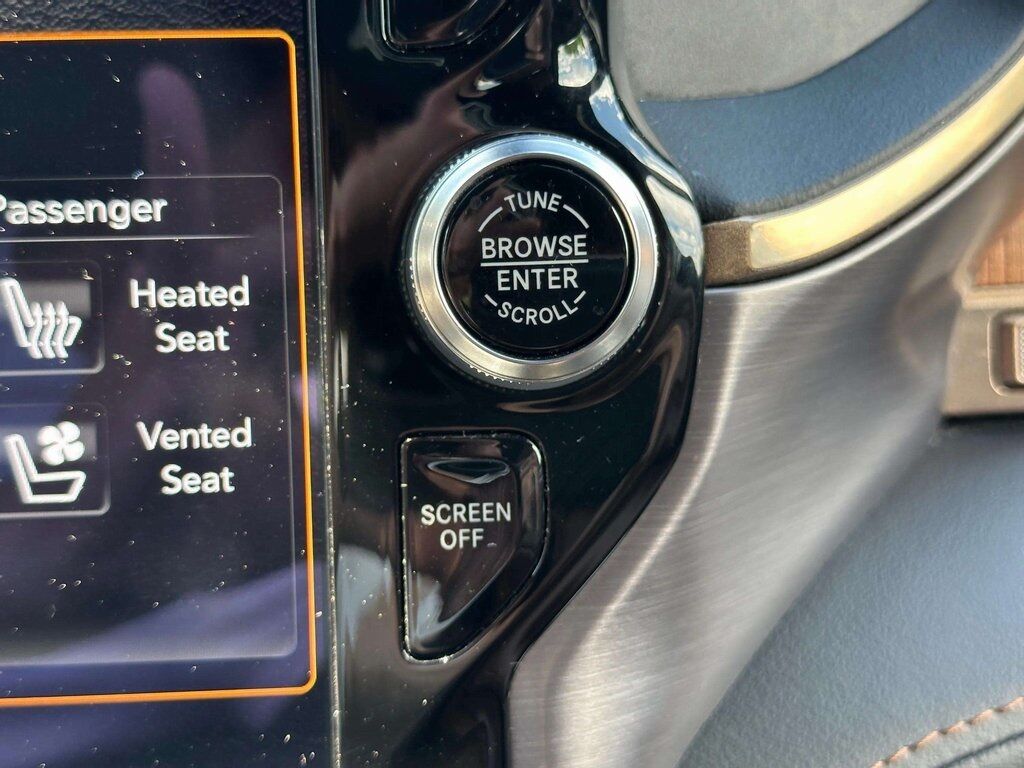 Passenger
Heated
Seat
Vented
Seat
TUNE
BROWSE
ENTER
SCROLL
SCREEN
OFF